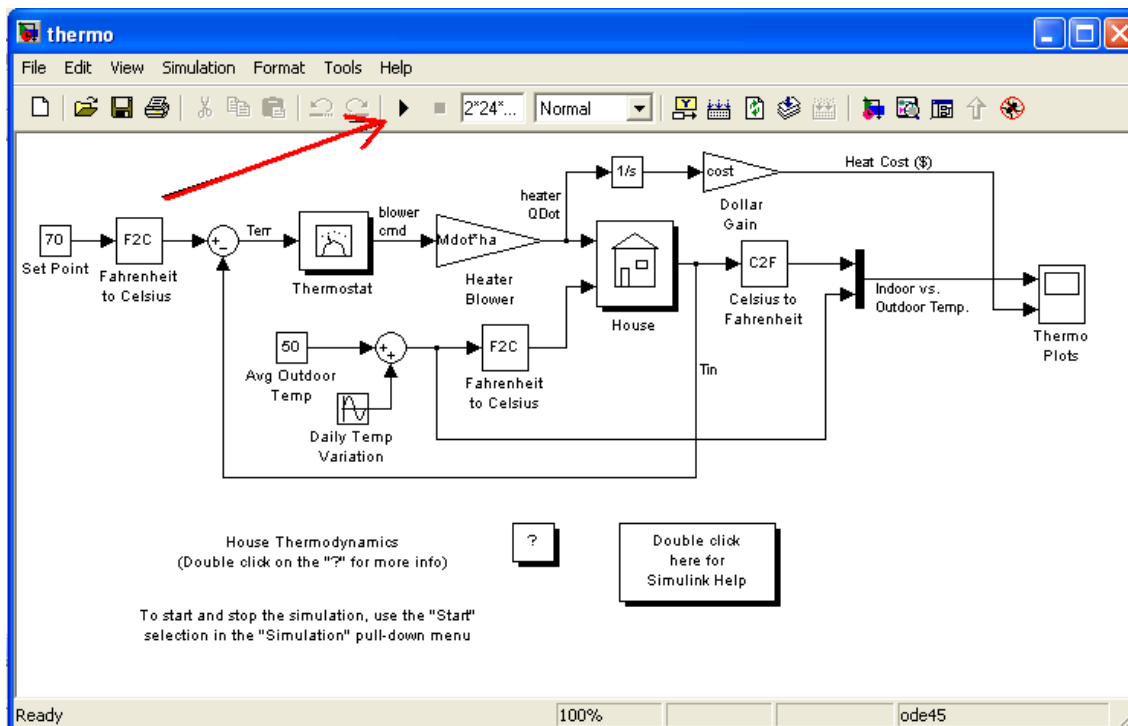 thermo
File Edit View Simulation Format Tools Help
2*24*... Normal
1/s
cost
Heat Cost ($)
heater
QDot
Dollar
Gain
70
F2C
Terr
blower
cmd
Mdot*ha
Set Point
Fahrenheit
to Celsius
Thermostat
Heater
Blower
House
C2F
Celsius to
Fahrenheit
Indoor vs.
Outdoor Temp.
Thermo
Plots
50
F2C
Avg Outdoor
Temp
Fahrenheit
to Celsius
Tin
Daily Temp
Variation
House Thermodynamics
(Double click on the "?" for more info)
?
Double click
here for
Simulink Help
To start and stop the simulation, use the "Start"
selection in the "Simulation" pull-down menu
Ready 100% ode45